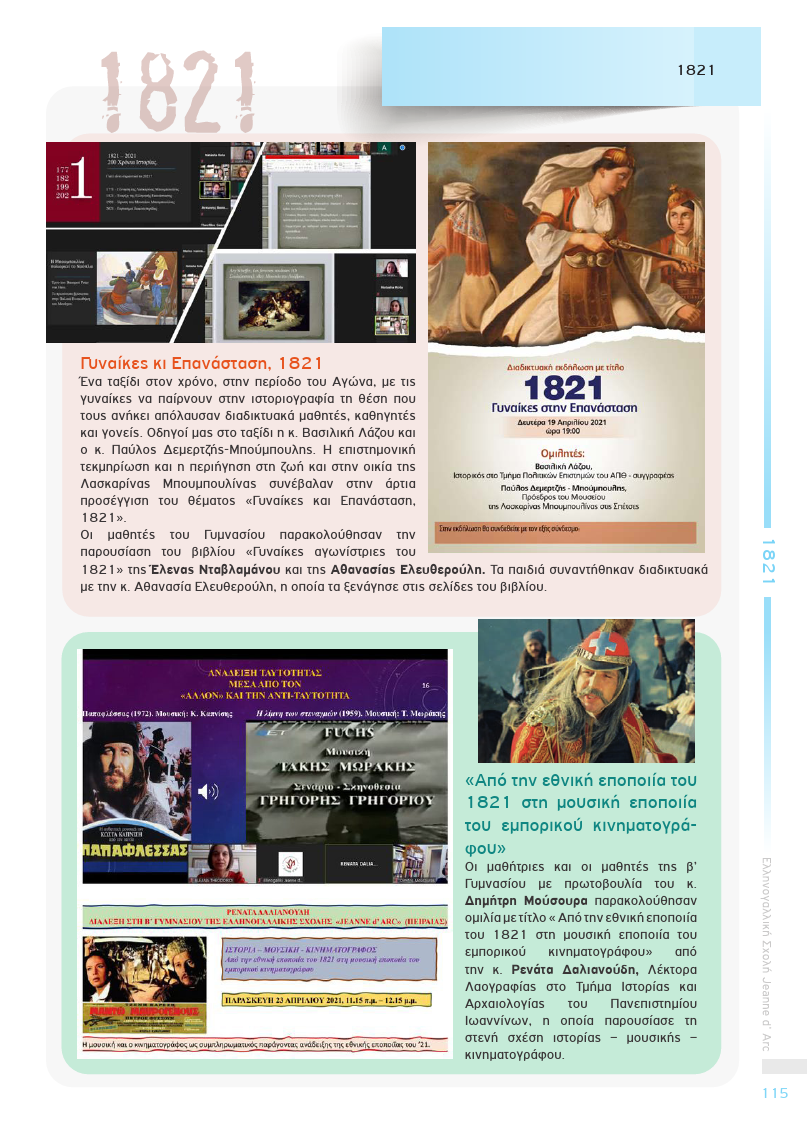 1821
1821
1
177
182
199
202
1821 – 2021
200 Χρόνια Ιστορίας
Διαδικτυακή εκδήλωση με τίτλο
1821
Γυναίκες στην Επανάσταση
Δευτέρα 19 Απριλίου 2021
ώρα 19:00
Ομιλητές:
Βασιλική Λάζου,
Ιστορικός στο Τμήμα Πολιτικών Επιστημών του ΑΠΘ - συγγραφέας
Παύλος Δεμερτζής - Μπούμπουλης,
Πρόεδρος του Μουσείου
της Λασκαρίνας Μπουμπουλίνας στις Σπέτσες
Στην εκδήλωση θα συνδεθείτε με τον εξής σύνδεσμο:
Γυναίκες κι Επανάσταση, 1821
Ένα ταξίδι στον χρόνο, στην περίοδο του Αγώνα, με τις
γυναίκες να παίρνουν στην ιστοριογραφία τη θέση που
τους ανήκει απόλαυσαν διαδικτυακά μαθητές, καθηγητές
και γονείς. Οδηγοί μας στο ταξίδι η κ. Βασιλική Λάζου και
ο κ. Παύλος Δεμερτζής-Μπούμπουλης. Η επιστημονική
τεκμηρίωση και η περιήγηση στη ζωή και στην οικία της
Λασκαρίνας Μπουμπουλίνας συνέβαλαν στην άρτια
προσέγγιση του θέματος «Γυναίκες και Επανάσταση,
1821».
Οι μαθητές του Γυμνασίου παρακολούθησαν την
παρουσίαση του βιβλίου «Γυναίκες αγωνίστριες του
1821» της Έλενας Νταβλαμάνου και της Αθανασίας Ελευθερούλη. Τα παιδιά συναντήθηκαν διαδικτυακά
με την κ. Αθανασία Ελευθερούλη, η οποία τα ξενάγησε στις σελίδες του βιβλίου.
ΑΝΑΔΕΙΞΗ ΤΑΥΤΟΤΗΤΑΣ
ΜΕΣΑ ΑΠΟ ΤΟΝ
«ΑΛΛΟΝ» ΚΑΙ ΤΗΝ ΑΝΤΙ-ΤΑΥΤΟΤΗΤΑ
16
Παπαφλέσσας (1972). Μουσική: Κ. Καπνίσης
Η λίμνη των στεναγμών (1959). Μουσική: Τ. Μωράκης
FUCHS
Μουσική
ΤΑΚΗΣ ΜΩΡΑΚΗΣ
Σενάριο - Σκηνοθεσία
ΓΡΗΓΟΡΗΣ ΓΡΗΓΟΡΙΟΥ
ΚΩΣΤΑ ΚΑΠΝΙΣΗ
ΠΑΠΑΦΛΕΣΣΑΣ
RENATA DALIA...
ΡΕΝΑΤΑ ΔΑΛΙΑΝΟΥΔΗ
ΔΙΑΛΕΞΗ ΣΤΗ Β' ΓΥΜΝΑΣΙΟΥ ΤΗΣ ΕΛΛΗΝΟΓΑΛΛΙΚΗΣ ΣΧΟΛΗΣ «JEANNE d' ARC» (ΠΕΙΡΑΙΑΣ)
ΙΣΤΟΡΙΑ – ΜΟΥΣΙΚΗ - ΚΙΝΗΜΑΤΟΓΡΑΦΟΣ
Από την εθνική εποποιία του 1821 στη μουσική εποποιία του
εμπορικού κινηματογράφου
ΜΑΝΤΩ ΜΑΥΡΟΓΕΝΟΥΣ
ΠΑΡΑΣΚΕΥΗ 23 ΑΠΡΙΛΙΟΥ 2021, 11.15 π.μ. – 12.15 μ.μ.
Η μουσική και ο κινηματογράφος ως συμπληρωματικός παράγοντας ανάδειξης της εθνικής εποποιΐας του '21.
«Από την εθνική εποποιία του
1821 στη μουσική εποποιία
του εμπορικού κινηματογρά-
φου»
Οι μαθήτριες και οι μαθητές της β'
Γυμνασίου με πρωτοβουλία του κ.
Δημήτρη Μούσουρα παρακολούθησαν
ομιλία με τίτλο « Από την εθνική εποποιία
του 1821 στη μουσική εποποιία του
εμπορικού κινηματογράφου» από
την κ. Ρενάτα Δαλιανούδη, Λέκτορα
Λαογραφίας στο Τμήμα Ιστορίας και
Αρχαιολογίας του Πανεπιστημίου
Ιωαννίνων, η οποία παρουσίασε τη
στενή σχέση ιστορίας – μουσικής –
κινηματογράφου.
1821
Ελληνογαλλική Σχολή Jeanne d' Arc
115